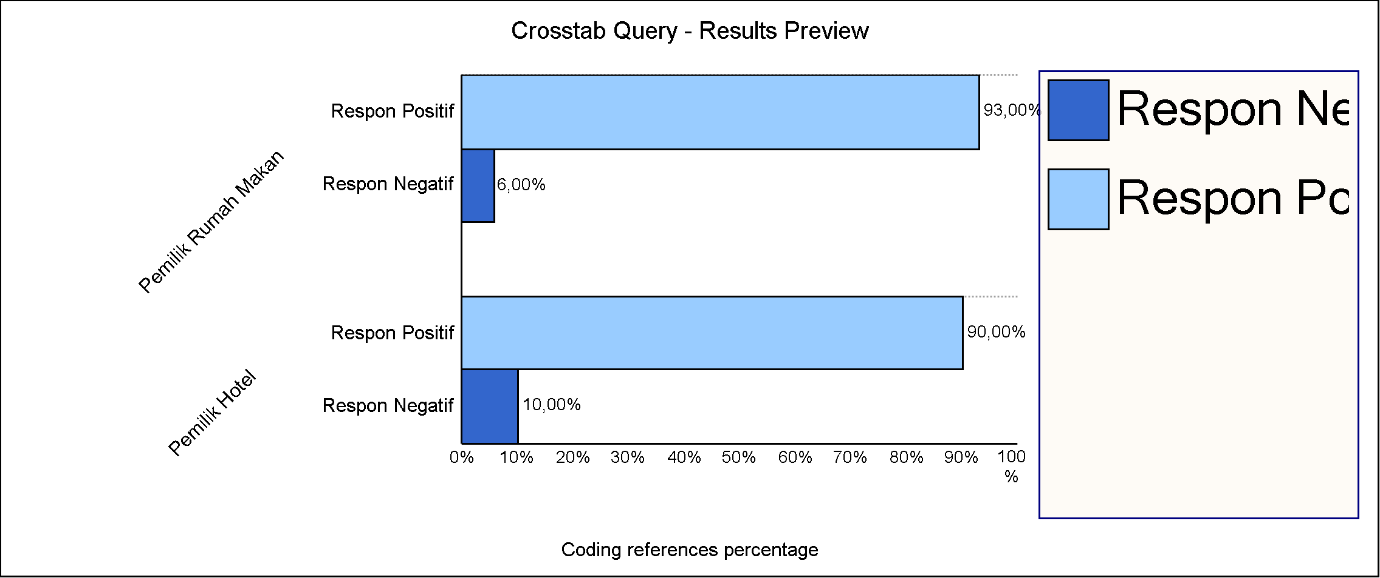 Crosstab Query - Results Preview
Pemilik Rumah Makan
Respon Positif
93,00%
Respon Negatif
6,00%
Pemilik Hotel
Respon Positif
90,00%
Respon Negatif
10,00%
0% 10% 20% 30% 40% 50% 60% 70% 80% 90% 100
%
Coding references percentage
Respon Ne
Respon Po